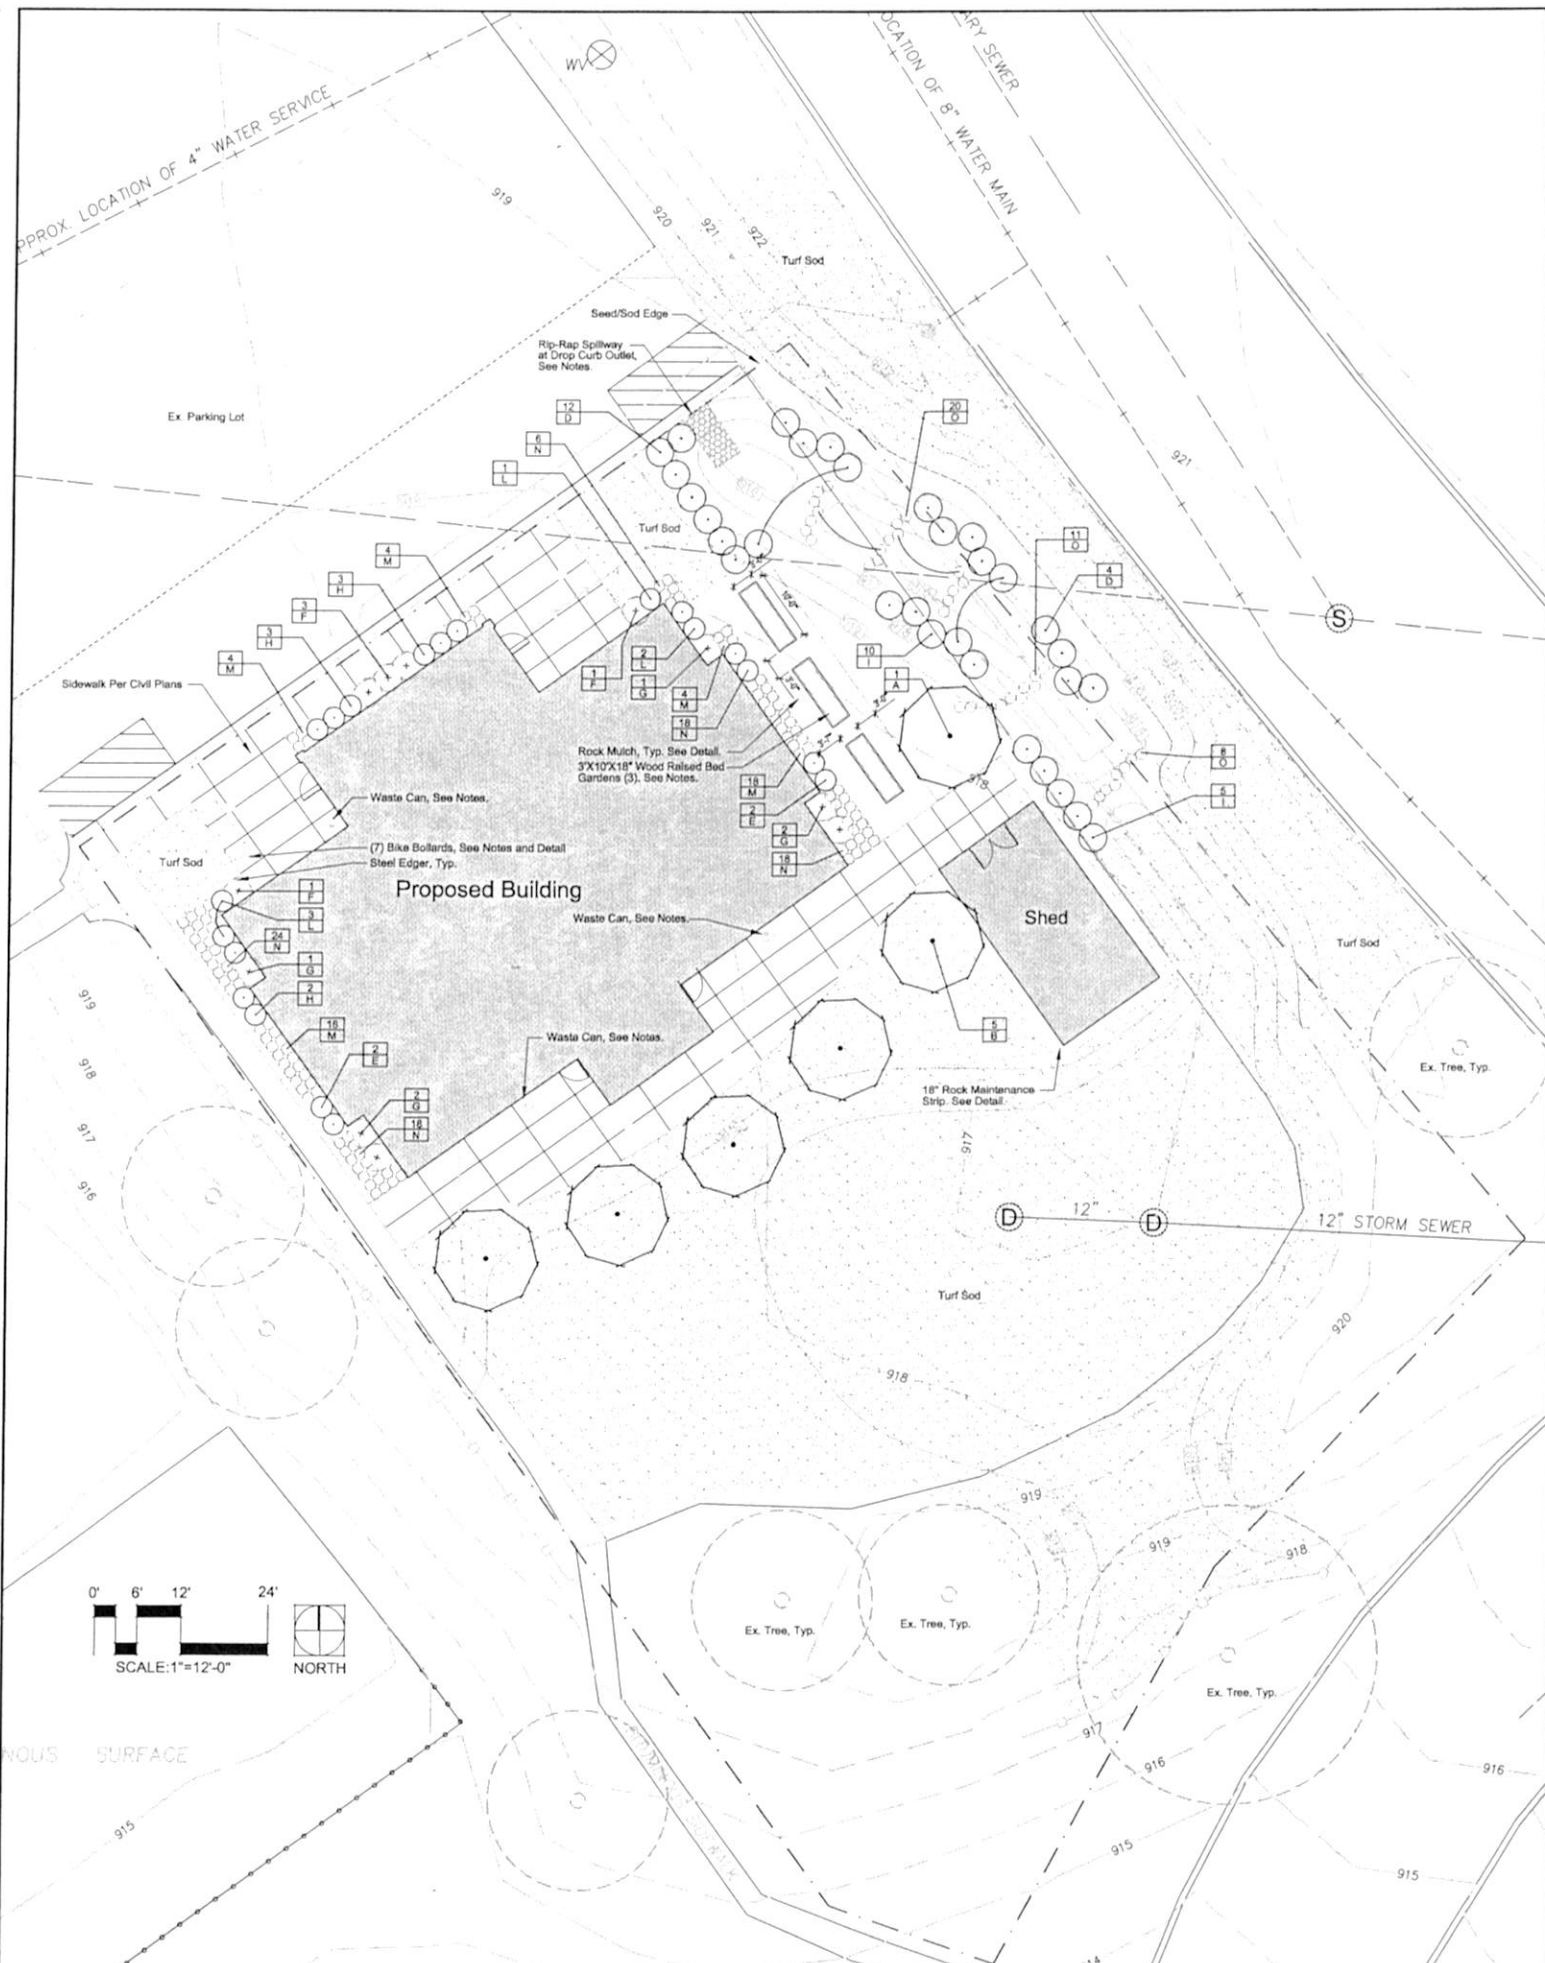 WV
ARY SEWER
OCATION OF 8" WATER MAIN
PPROX. LOCATION OF 4" WATER SERVICE
919
920
921
922
Turf Sod
Seed/Sod Edge
Rip-Rap Spillway
at Drop Curb Outlet,
See Notes.
Ex. Parking Lot
12
D
20
O
6
N
1
L
921
Turf Sod
11
O
4
M
4
D
3
H
3
F
3
H
4
M
10
I
1
A
1
F
2
L
1
G
4
M
18
N
S
Sidewalk Per Civil Plans
Rock Mulch, Typ. See Detail.
3'X10'X18" Wood Raised Bed
Gardens (3). See Notes.
8
O
5
I
918
18
M
2
E
2
G
18
N
Waste Can, See Notes.
(7) Bike Bollards, See Notes and Detail
Steel Edger, Typ.
Turf Sod
Proposed Building
1
F
3
L
24
N
1
G
2
H
Waste Can, See Notes.
Shed
Turf Sod
919
918
917
916
16
M
2
E
Waste Can, See Notes.
5
B
2
G
18
N
18" Rock Maintenance
Strip. See Detail.
Ex. Tree, Typ.
917
D
12"
D
12" STORM SEWER
Turf Sod
920
918
919
919
918
Ex. Tree, Typ.
Ex. Tree, Typ.
Ex. Tree, Typ.
0' 6' 12' 24'
SCALE:1"=12'-0"
NORTH
NOUS SURFACE
917
916
916
915
915
915